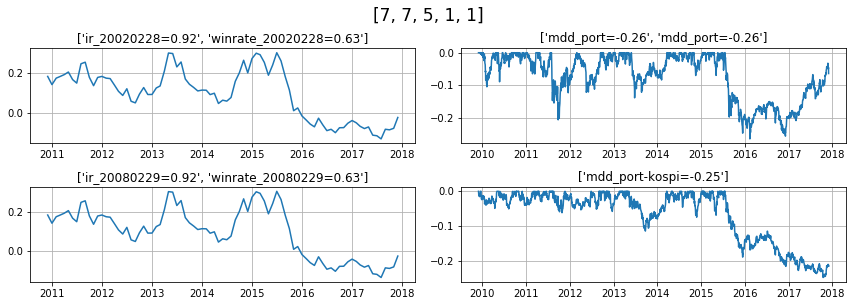 [7, 7, 5, 1, 1]
['ir_20020228=0.92', 'winrate_20020228=0.63']
0.2
0.0
2011 2012 2013 2014 2015 2016 2017 2018
['mdd_port=-0.26', 'mdd_port=-0.26']
0.0
−0.1
−0.2
2010 2011 2012 2013 2014 2015 2016 2017 2018
['ir_20080229=0.92', 'winrate_20080229=0.63']
0.2
0.0
2011 2012 2013 2014 2015 2016 2017 2018
['mdd_port-kospi=-0.25']
0.0
−0.1
−0.2
2010 2011 2012 2013 2014 2015 2016 2017 2018